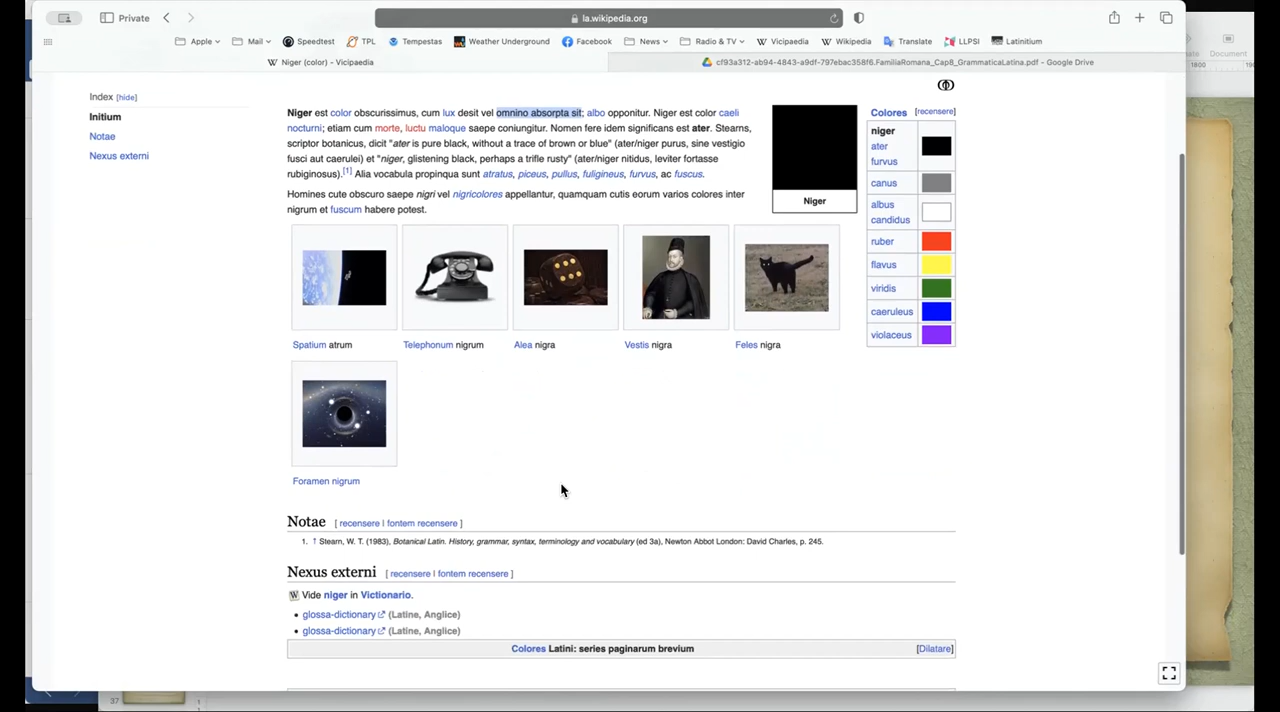 Private
la.wikipedia.org
Apple Mail Speedtest TPL Tempestas Weather Underground Facebook News Radio & TV Vicipaedia Wikipedia Translate LLPSI Latinitium
Niger (color) - Vicipaedia
cf93a312-ab94-4843-a9df-797ebac358f6.FamiliaRomana_Cap8_GrammaticaLatina.pdf - Google Drive
Index [hide]
Initium
Notae
Nexus externi
Niger est color obscurissimus, cum lux desit vel omnino absorpta sit; albo opponitur. Niger est color caeli
nocturni; etiam cum morte, luctu maloque saepe coniungitur. Nomen fere idem significans est ater. Stearns,
scriptor botanicus, dicit "ater is pure black, without a trace of brown or blue" (ater/niger purus, sine vestigio
fusci aut caerulei) et "niger, glistening black, perhaps a trifle rusty" (ater/niger nitidus, leviter fortasse
rubiginosus).[1] Alia vocabula propinqua sunt atratus, piceus, pullus, fuligineus, furvus, ac fuscus.
Homines cute obscuro saepe nigri vel nigricolores appellantur, quamquam cutis eorum varios colores inter
nigrum et fuscum habere potest.
Niger
Colores [recensere]
niger
ater
furvus
canus
albus
candidus
ruber
flavus
viridis
caeruleus
violaceus
Spatium atrum
Telephonum nigrum
Alea nigra
Vestis nigra
Feles nigra
Foramen nigrum
Notae [ recensere | fontem recensere ]
1. ↑ Stearn, W. T. (1983), Botanical Latin. History, grammar, syntax, terminology and vocabulary (ed 3a), Newton Abbot London: David Charles, p. 245.
Nexus externi [ recensere | fontem recensere ]
W Vide niger in Victionario.
• glossa-dictionary (Latine, Anglice)
• glossa-dictionary (Latine, Anglice)
Colores Latini: series paginarum brevium [Dilatare]
Document
1800
37